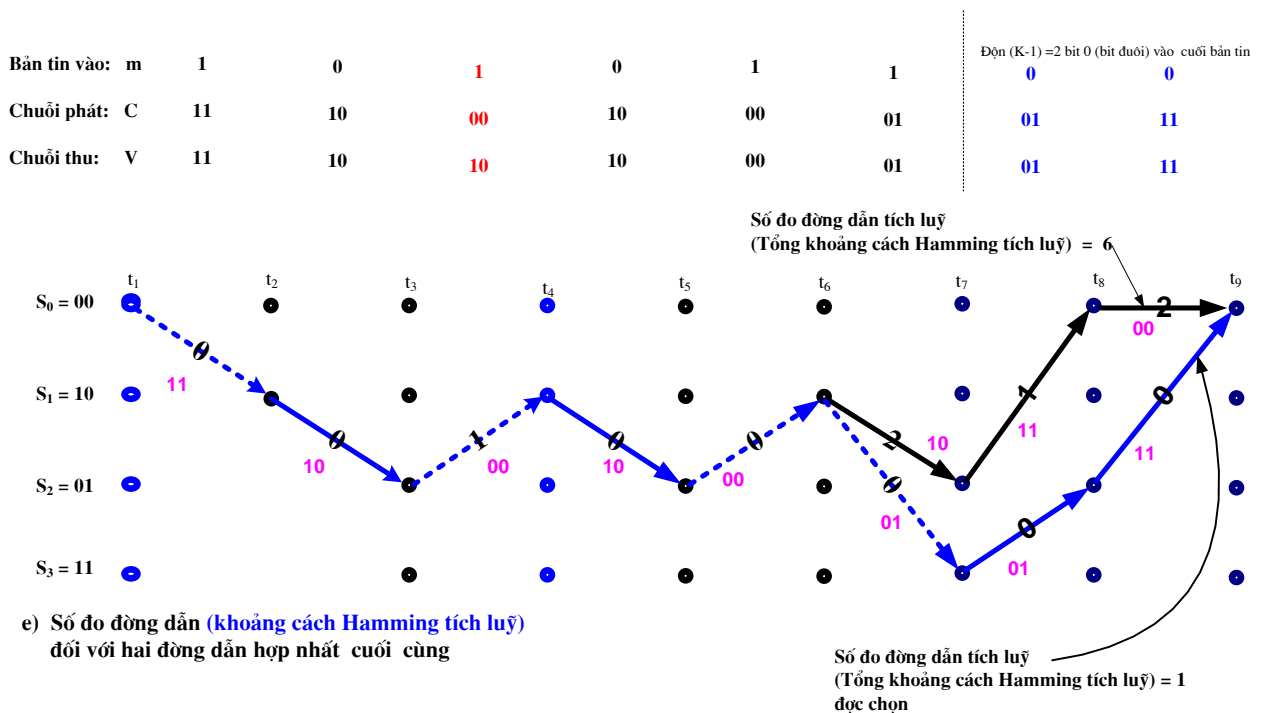 Độn (K-1) =2 bit 0 (bit đuôi) vào cuối bản tin
Bản tin vào: m 1 0 1 0 1 1 0 0
Chuỗi phát: C 11 10 00 10 00 01 01 11
Chuỗi thu: V 11 10 10 10 00 01 01 11
Số đo đờng dẫn tích luỹ
(Tổng khoảng cách Hamming tích luỹ) = 6
t1 t2 t3 t4 t5 t6 t7 t8 t9
S0 = 00
2
00
0
11
S1 = 10
1
0
0
1
0
0
2
10
11
11
10
00
10
00
S2 = 01
0
01
0
01
S3 = 11
e) Số đo đờng dẫn (khoảng cách Hamming tích luỹ)
đối với hai đờng dẫn hợp nhất cuối cùng
Số đo đờng dẫn tích luỹ
(Tổng khoảng cách Hamming tích luỹ) = 1
đợc chọn